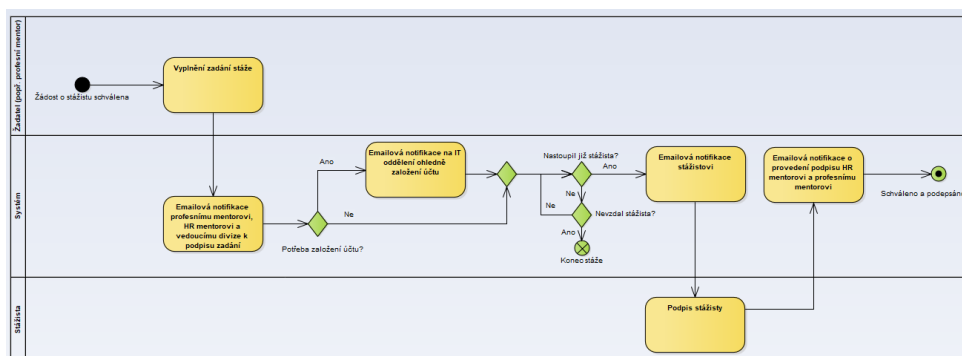 Žadatel (popř. profesní mentor)
Vyplnění zadání stáže
Žádost o stážistu schválena
Systém
Emailová notifikace
profesnímu mentorovi,
HR mentorovi a
vedoucímu divize k
podpisu zadání
Potřeba založení účtu?
Ano
Ne
Emailová notifikace na IT
oddělení ohledně
založení účtu
Nastoupil již stážista?
Ano
Ne
Ne
Nevzdal stážista?
Ano
Konec stáže
Emailová notifikace
stážistovi
Emailová notifikace o
provedení podpisu HR
mentorovi a profesnímu
mentorovi
Schváleno a podepsáno
Stážista
Podpis stážisty